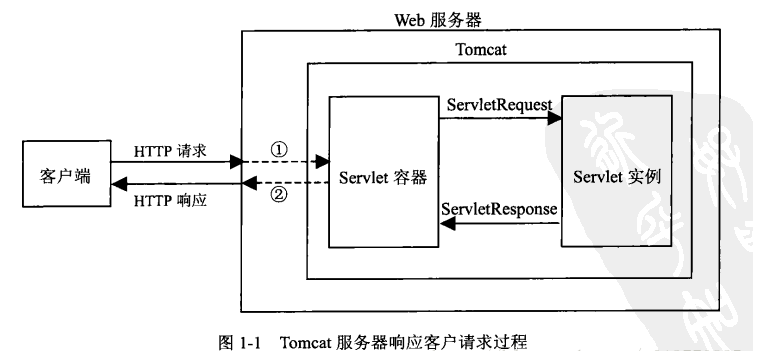 Web 服务器
Tomcat
ServletRequest
HTTP 请求
①
客户端
Servlet 容器
Servlet 实例
②
HTTP 响应
ServletResponse
图 1-1 Tomcat 服务器响应客户请求过程